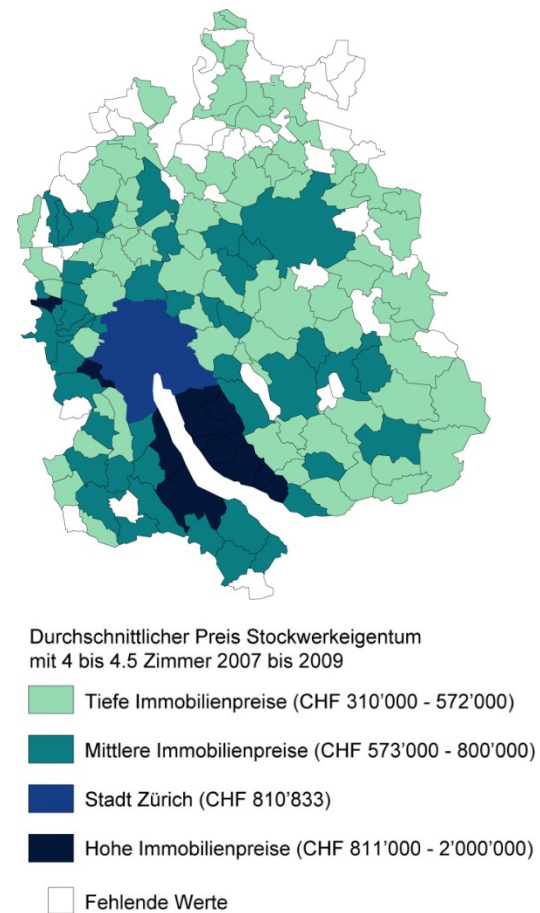 Durchschnittlicher Preis Stockwerkeigentum
mit 4 bis 4.5 Zimmer 2007 bis 2009
Tiefe Immobilienpreise (CHF 310'000 - 572'000)
Mittlere Immobilienpreise (CHF 573'000 - 800'000)
Stadt Zürich (CHF 810'833)
Hohe Immobilienpreise (CHF 811'000 - 2'000'000)
Fehlende Werte